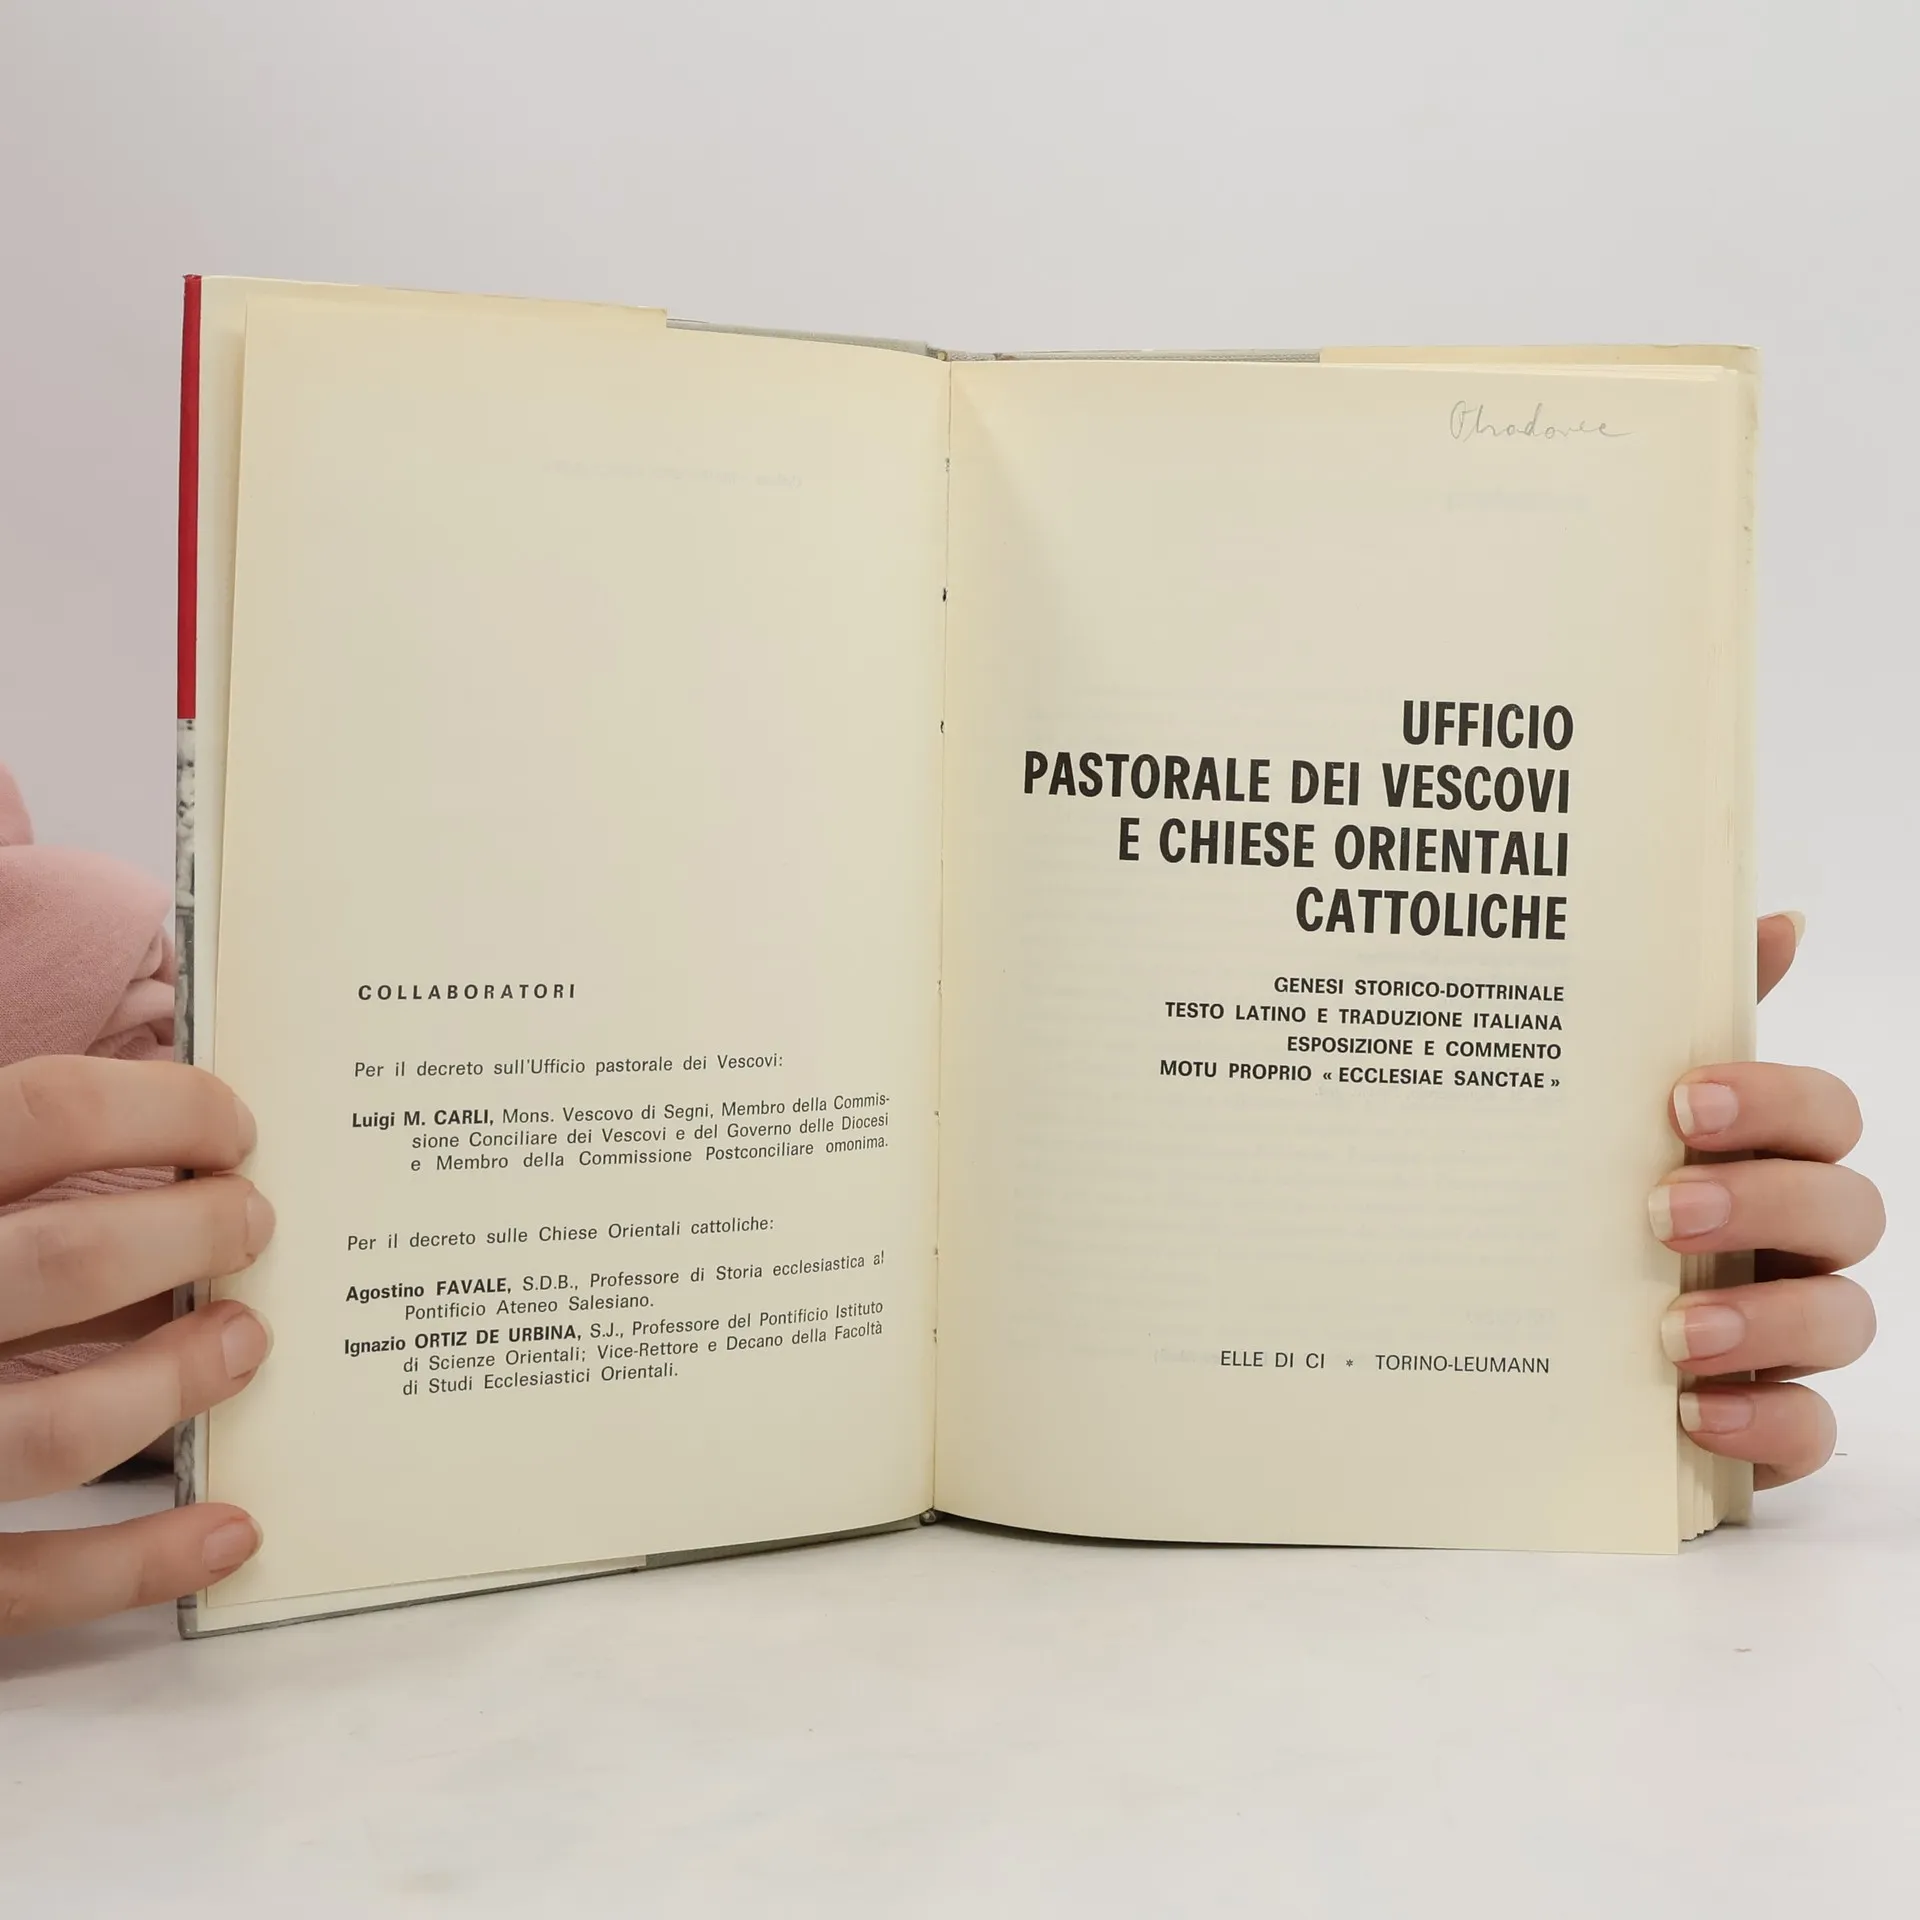 COLLABORATORI
Per il decreto sull'Ufficio pastorale dei Vescovi:
Luigi M. CARLI, Mons. Vescovo di Segni, Membro della Commis-
sione Conciliare dei Vescovi e del Governo delle Diocesi
e Membro della Commissione Postconciliare omonima.
Per il decreto sulle Chiese Orientali cattoliche:
Agostino FAVALE, S.D.B., Professore di Storia ecclesiastica al
Pontificio Ateneo Salesiano.
Ignazio ORTIZ DE URBINA, S.J., Professore del Pontificio Istituto
di Scienze Orientali; Vice-Rettore e Decano della Facoltà
di Studi Ecclesiastici Orientali.
UFFICIO
PASTORALE DEI VESCOVI
E CHIESE ORIENTALI
CATTOLICHE
GENESI STORICO-DOTTRINALE
TESTO LATINO E TRADUZIONE ITALIANA
ESPOSIZIONE E COMMENTO
MOTU PROPRIO « ECCLESIAE SANCTAE »
ELLE DI CI * TORINO-LEUMANN